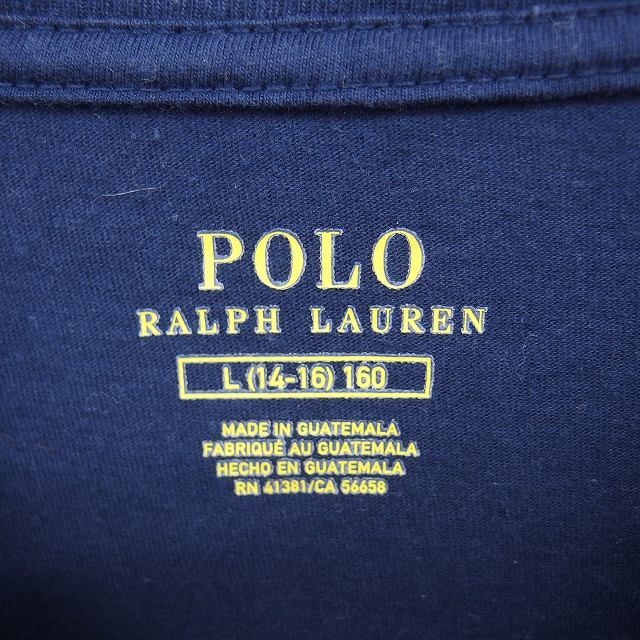 POLO
RALPH LAUREN
L (14-16) 160
MADE IN GUATEMALA
FABRIQUÉ AU GUATEMALA
HECHO EN GUATEMALA
RN 41381/CA 56658